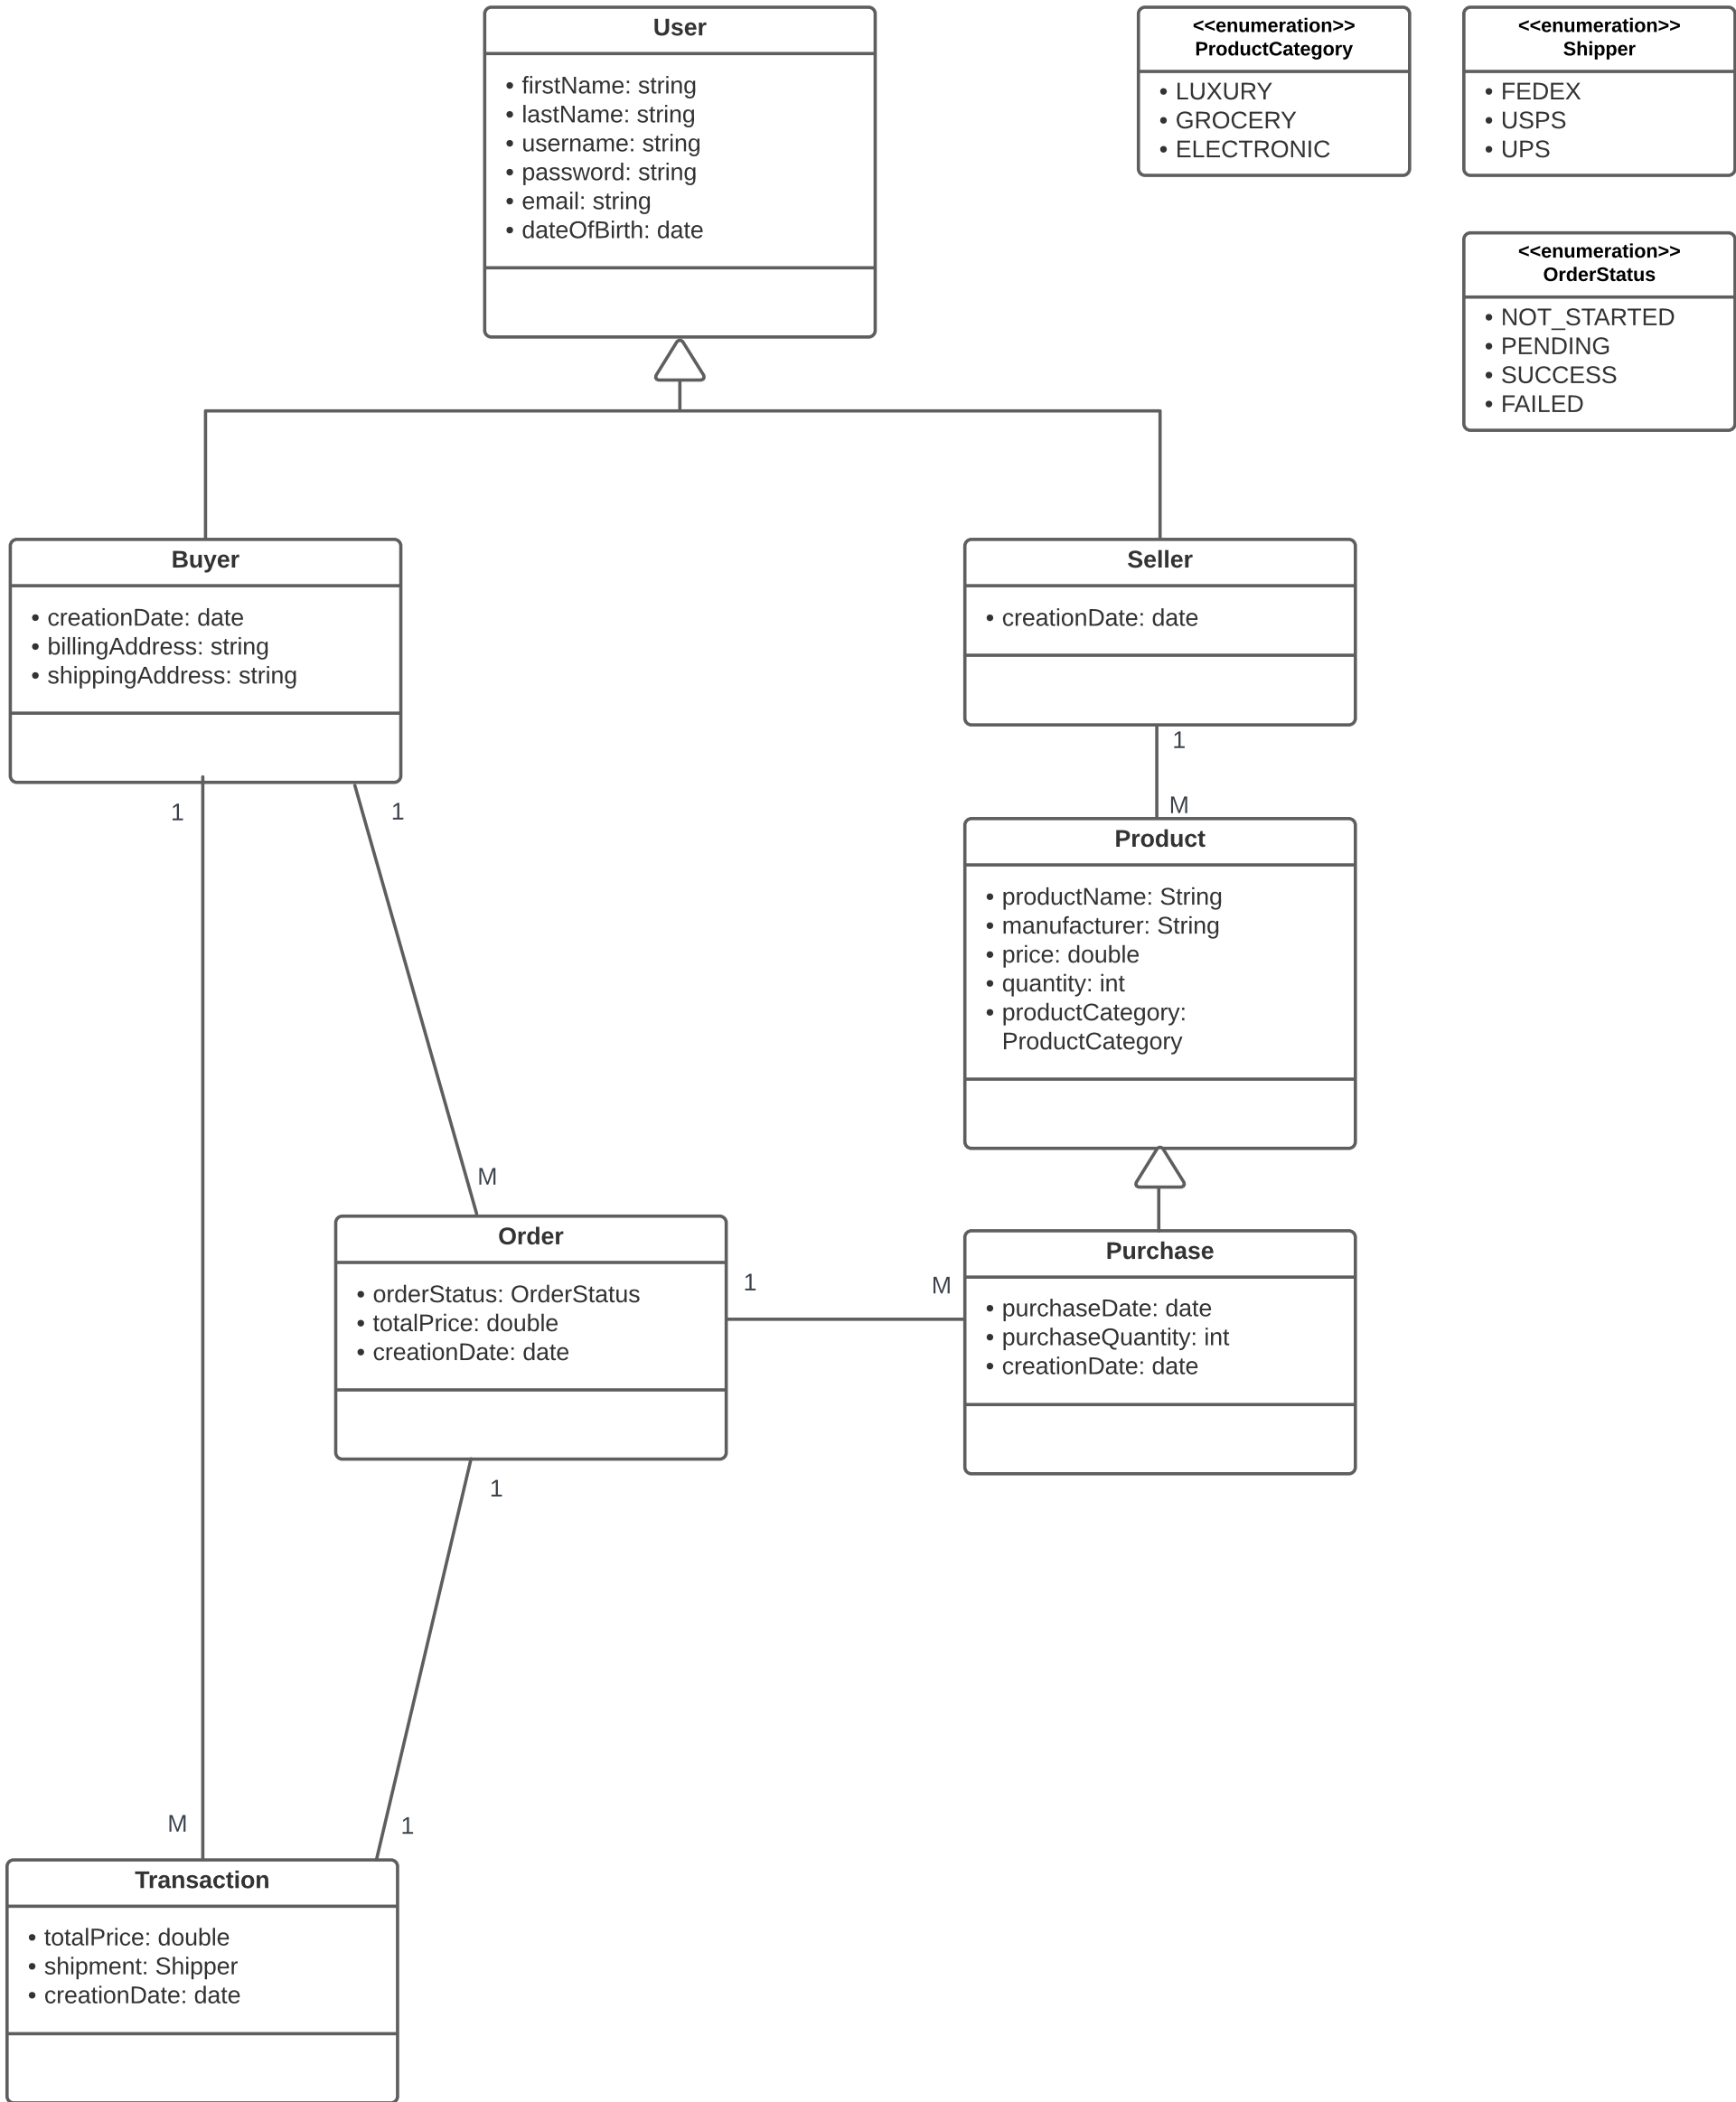 User
• firstName: string
• lastName: string
• username: string
• password: string
• email: string
• dateOfBirth: date
<<enumeration>>
ProductCategory
• LUXURY
• GROCERY
• ELECTRONIC
<<enumeration>>
Shipper
• FEDEX
• USPS
• UPS
<<enumeration>>
OrderStatus
• NOT_STARTED
• PENDING
• SUCCESS
• FAILED
Buyer
• creationDate: date
• billingAddress: string
• shippingAddress: string
Seller
• creationDate: date
1
M
1
1
Product
• productName: String
• manufacturer: String
• price: double
• quantity: int
• productCategory:
ProductCategory
M
Order
• orderStatus: OrderStatus
• totalPrice: double
• creationDate: date
1
M
Purchase
• purchaseDate: date
• purchaseQuantity: int
• creationDate: date
1
M
1
Transaction
• totalPrice: double
• shipment: Shipper
• creationDate: date